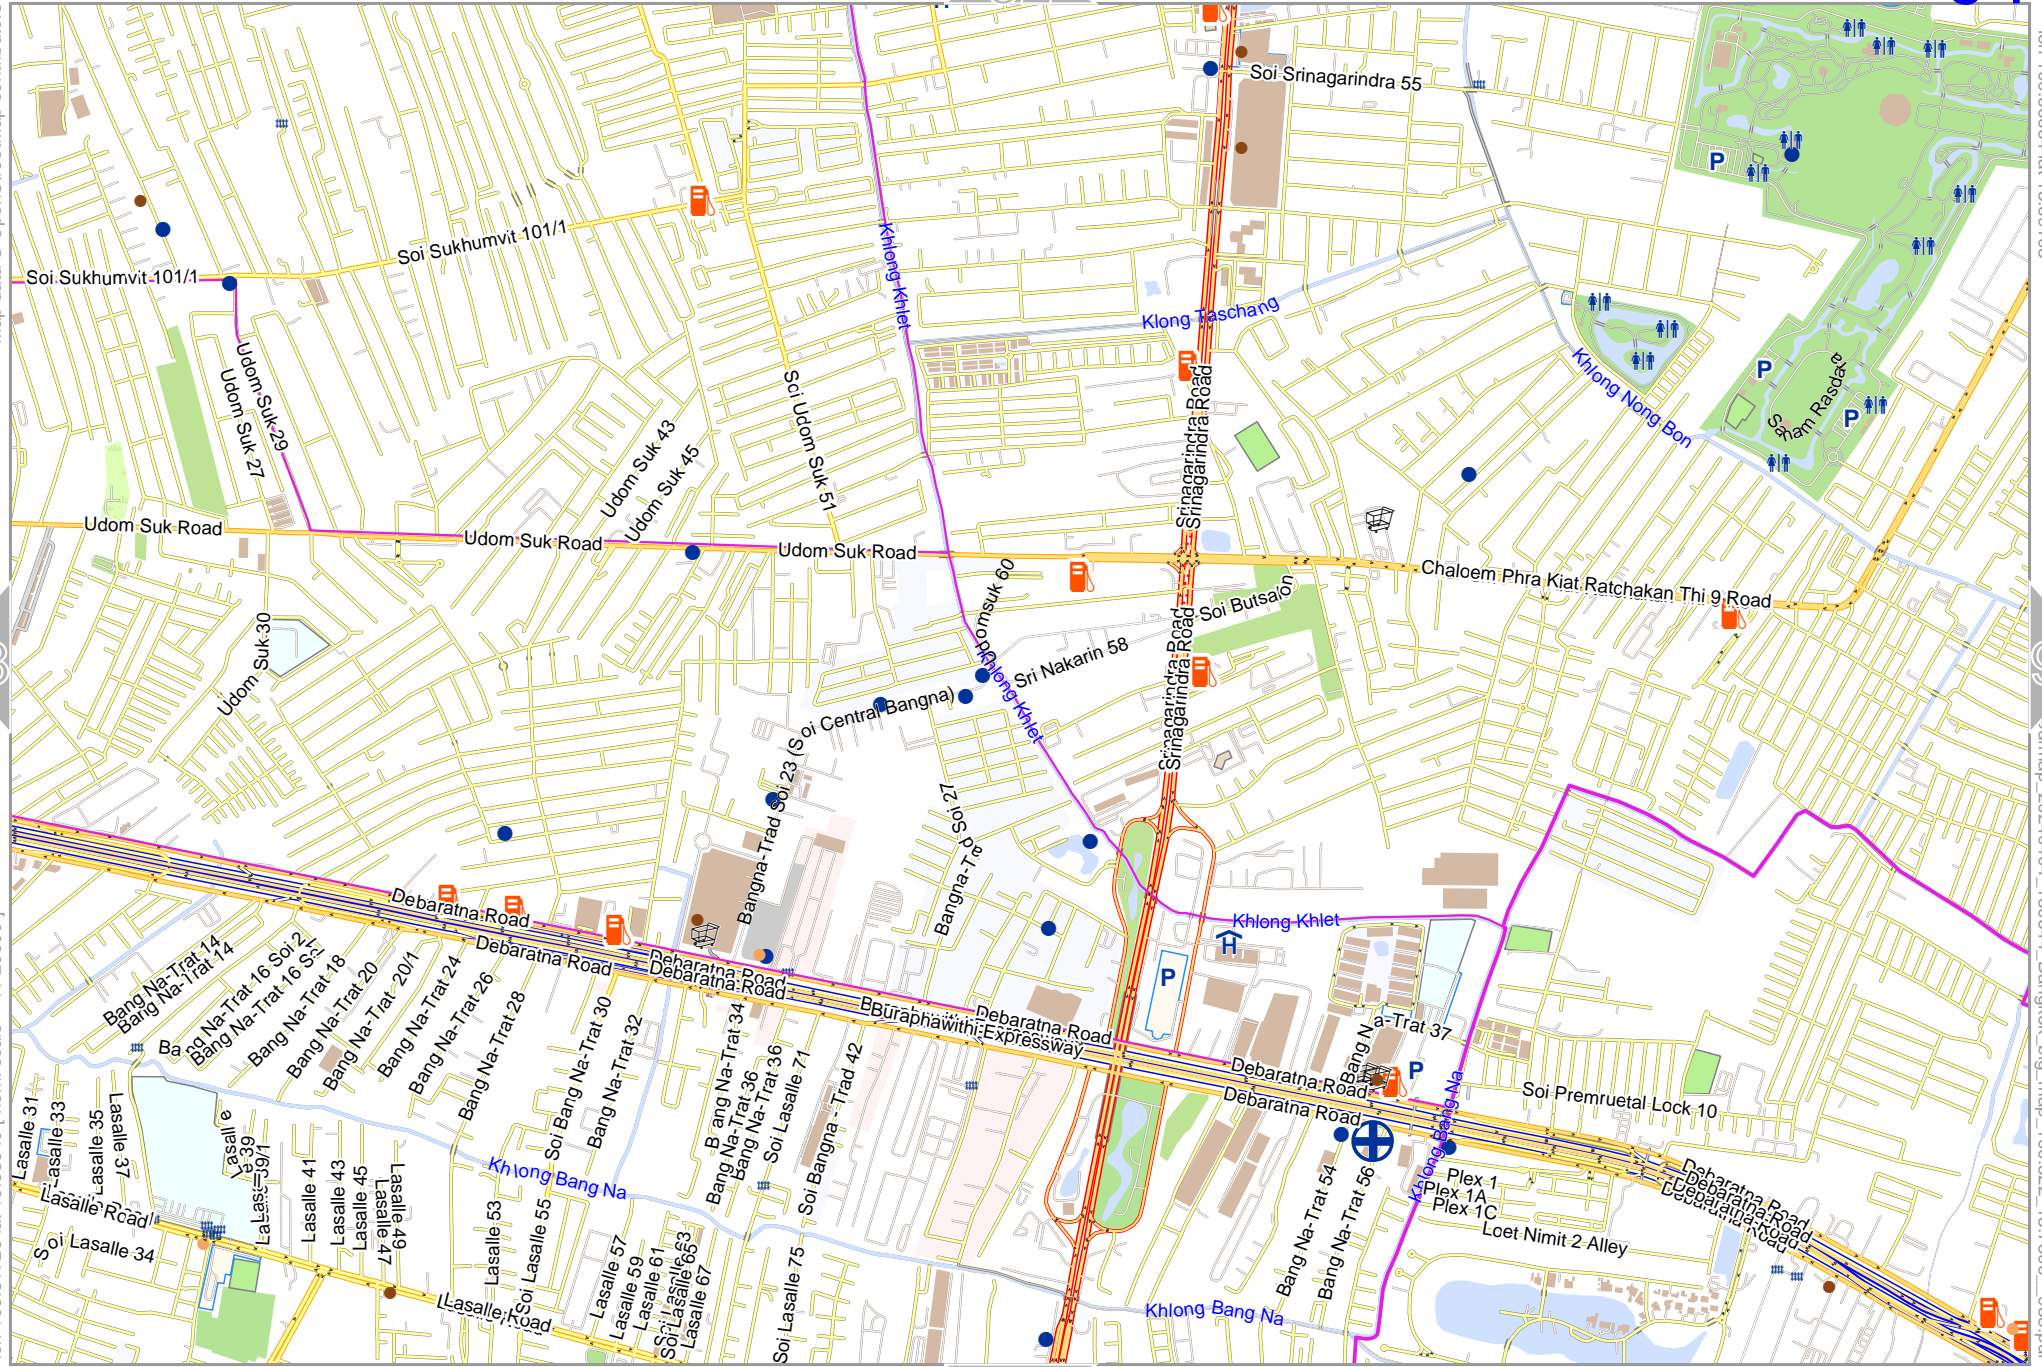 Soi Srinagarindra 55
P
Soi Sukhumvit 101/1
Soi Sukhumvit 101/1
Khlong Khlet
Klong Taschang
Khlong Nong Bon
P
P
Sanam Rasdara
Udom Suk 29
Udom Suk 27
Soi Udom Suk 51
Udom Suk 43
Udom Suk 45
Srinagarindra Road
Srinagarindra Road
Udom Suk Road
Udom Suk Road
Udom Suk Road
Chaloem Phra Kiat Ratchakan Thi 9 Road
Udomsuk 60
Soi Butsalon
Sri Nakarin 58
Udom Suk 30
Khlong Khlet
Srinagarindra Road
Srinagarindra Road
Bangna-Trad Soi 23 (Soi Central Bangna)
Bangna-Trad Soi 27
Debaratna Road
Debaratna Road
Debaratna Road
Debaratna Road
Khlong Khlet
H
P
Bang Na-Trat 14
Bang Na-Trat 14
Bang Na-Trat 16 Soi 2
Bang Na-Trat 16 S
Bang Na-Trat 18
Bang Na-Trat 20
Bang Na-Trat 20/1
Bang Na-Trat 24
Bang Na-Trat 26
Bang Na-Trat 28
Soi Bang Na-Trat 30
Bang Na-Trat 32
Bang Na-Trat 34
Bang Na-Trat 36
Bang Na-Trat 36
Soi Lasalle 71
Soi Bangna-Trad 42
Buraphawithi Expressway
Debaratna Road
Debaratna Road
Debaratna Road
Bang Na-Trat 37
P
Khlong Bang Na
Soi Premruetal Lock 10
Lasalle 31
Lasalle 33
Lasalle 35
Lasalle 37
Lasalle 39
Lasalle 39/1
Lasalle 41
Lasalle 43
Lasalle 45
Lasalle 47
Lasalle 49
Lasalle 53
Soi Lasalle 55
Lasalle 57
Lasalle 59
Lasalle 61
Soi Lasalle 63
Soi Lasalle 65
Lasalle 67
Soi Lasalle 75
Khlong Bang Na
Lasalle Road
Soi Lasalle 34
Lasalle Road
Khlong Bang Na
Bang Na-Trat 54
Bang Na-Trat 56
Plex 1
Plex 1A
Plex 1C
Loet Nimit 2 Alley
Debaratna Road
Debaratna Road
Debaratna Road
Debaratna Road